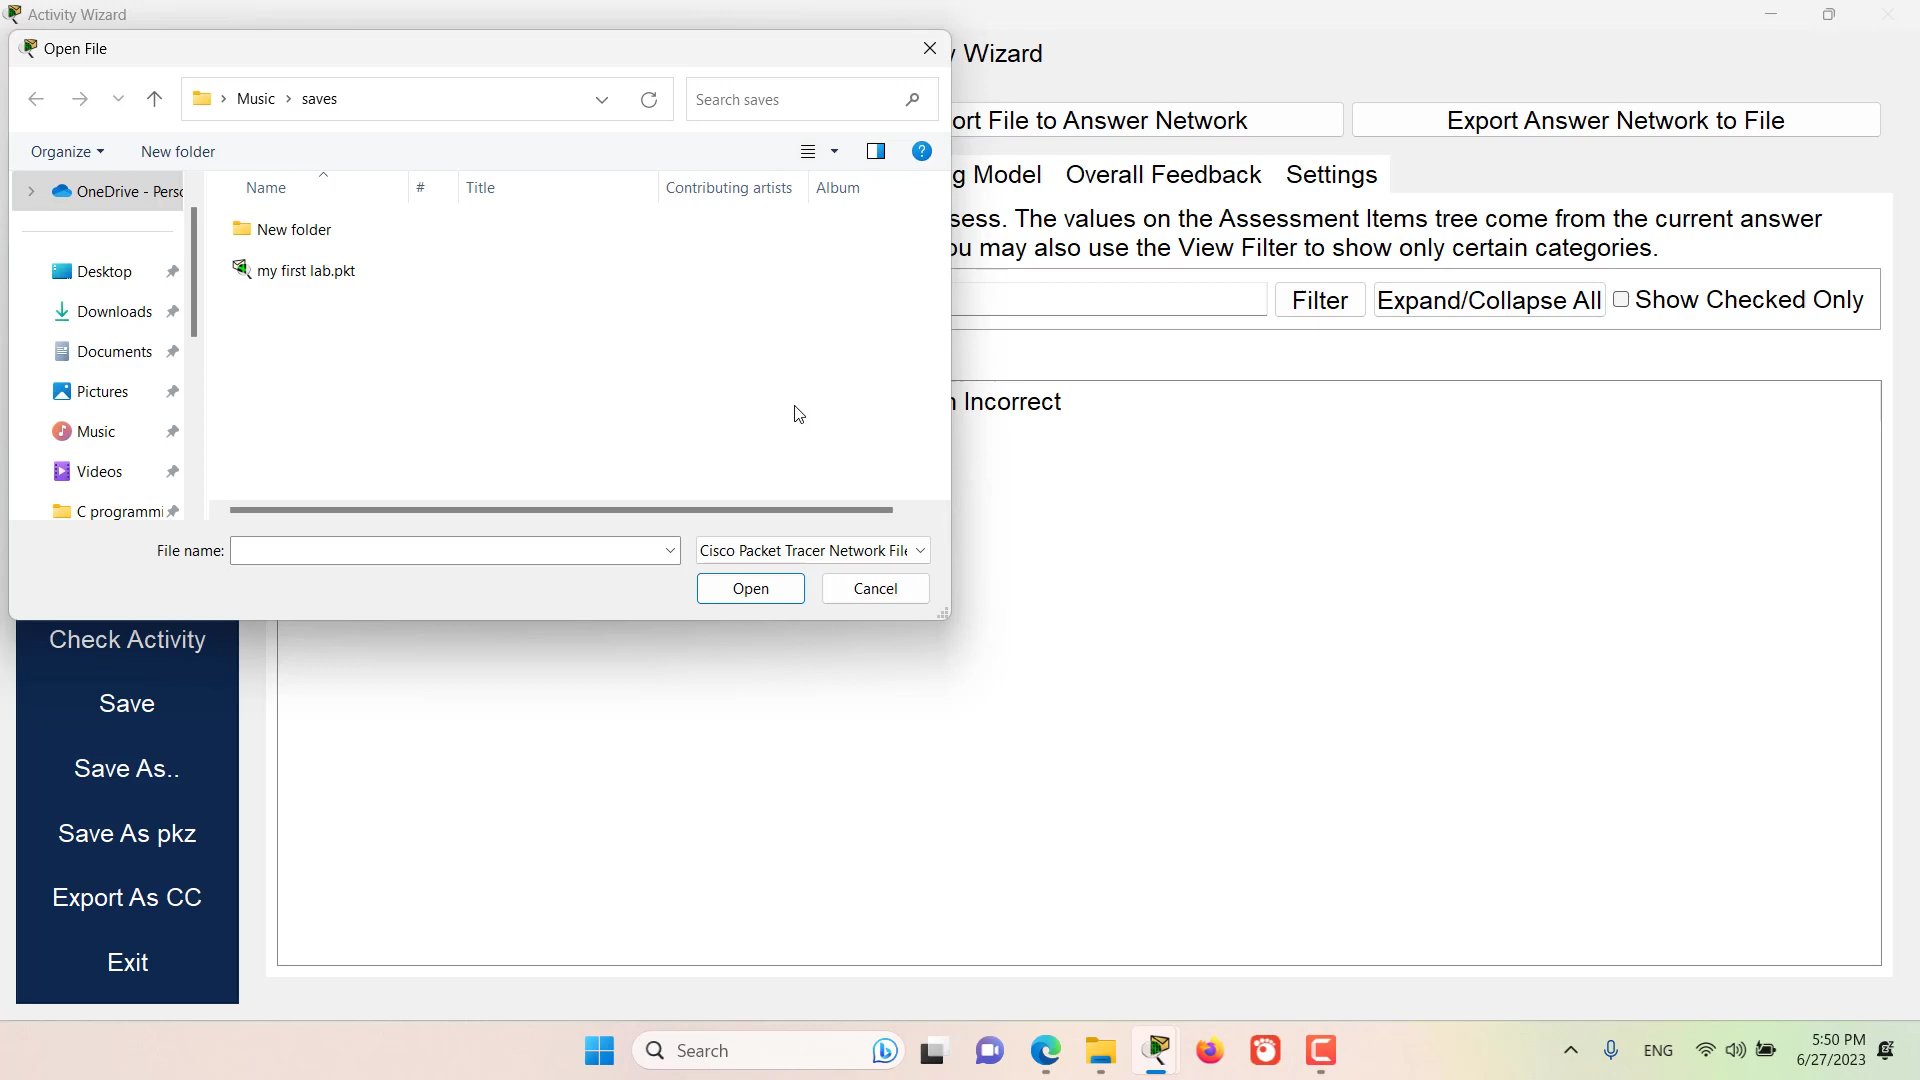 Activity Wizard
Open File
Wizard
Music
saves
Search saves
ort File to Answer Network
Export Answer Network to File
Organize
New folder
g Model
Overall Feedback
Settings
OneDrive - Perso
Name
#
Title
Contributing artists
Album
sess. The values on the Assessment Items tree come from the current answer
ou may also use the View Filter to show only certain categories.
New folder
my first lab.pkt
Desktop
Downloads
Documents
Pictures
Music
Videos
C programmi
Filter
Expand/Collapse All
Show Checked Only
Incorrect
File name:
Cisco Packet Tracer Network File
Open
Cancel
Check Activity
Save
Save As..
Save As pkz
Export As CC
Exit
Search
ENG
5:50 PM
6/27/2023